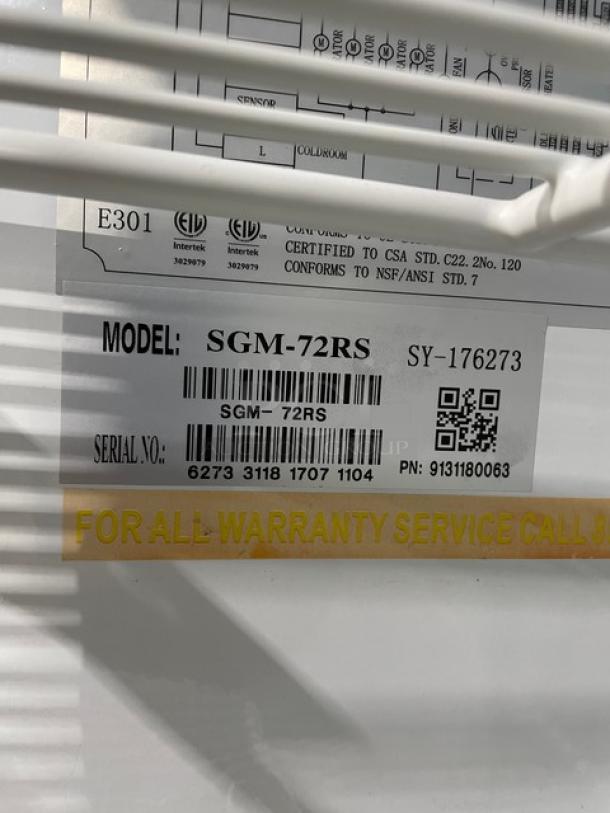 SENSOR
FAN
L COLDROOM
E301
Intertek Intertek
3029079 3029079
CERTIFIED TO CSA STD. C22. 2No. 120
CONFORMS TO NSF/ANSI STD. 7
MODEL: SGM-72RS SY-176273
SGM- 72RS
SERIAL NO.:
6273 3118 1707 1104 PN: 9131180063
FOR ALL WARRANTY SERVICE CALL